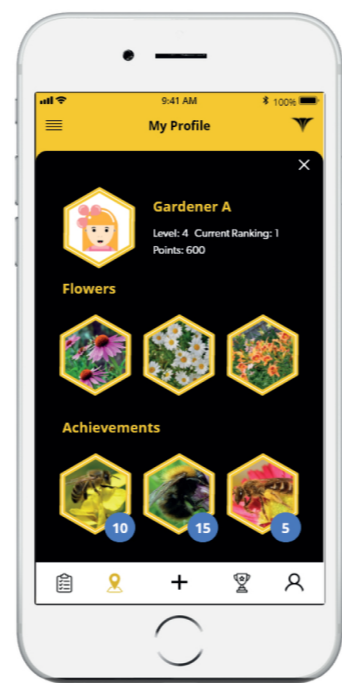 9:41 AM
100%
My Profile
Gardener A
Level: 4 Current Ranking: 1
Points: 600
Flowers
Achievements
10
15
5